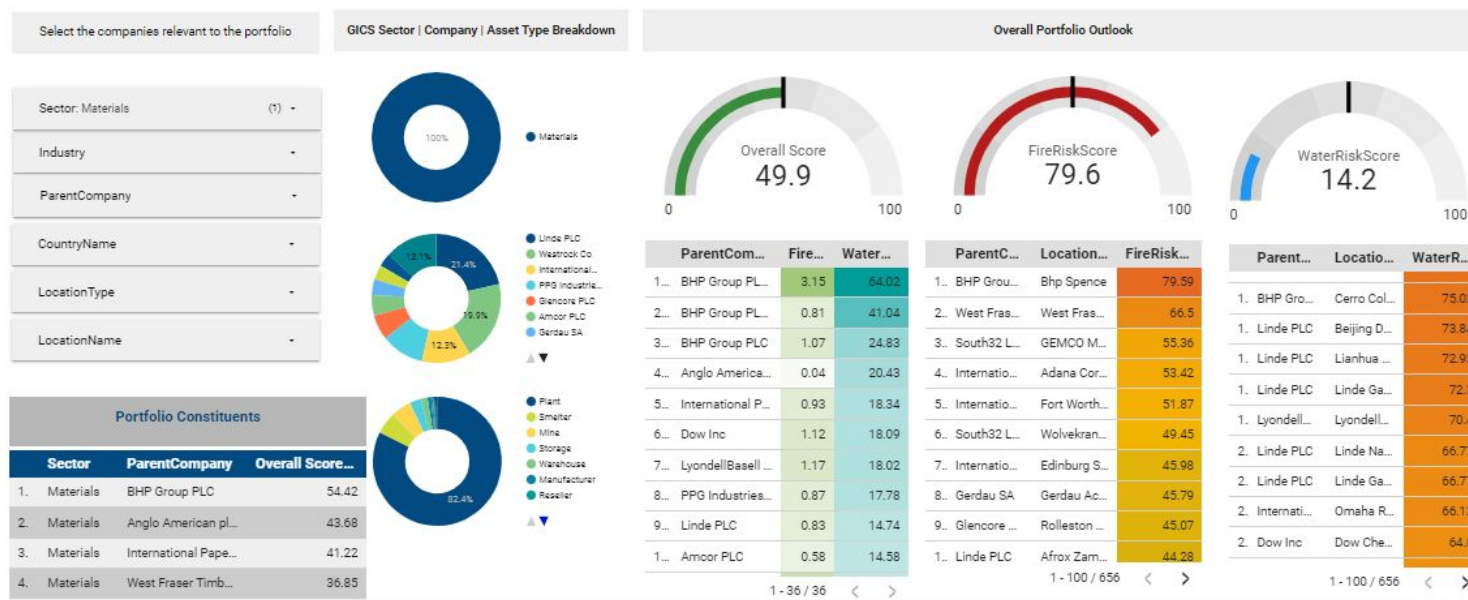 Select the companies relevant to the portfolio
GICS Sector | Company | Asset Type Breakdown
Overall Portfolio Outlook
Sector: Materials (1)
Industry
ParentCompany
CountryName
LocationType
LocationName
Portfolio Constituents
Sector ParentCompany Overall Score...
1. Materials BHP Group PLC 54.42
2. Materials Anglo American pl... 43.68
3. Materials International Pape... 41.22
4. Materials West Fraser Timb... 36.85
100%
Materials
13.1%
21.4%
19.9%
12.3%
Linde PLC
Westrock Co
International...
PPG Industrie...
Glencore PLC
Amcor PLC
Gerdau SA
82.4%
Plant
Smelter
Mine
Storage
Warehouse
Manufacturer
Reseller
Overall Score
49.9
0 100
ParentCom... Fire... Water...
1... BHP Group PL... 3.15 64.02
2... BHP Group PL... 0.81 41.04
3... BHP Group PLC 1.07 24.83
4... Anglo America... 0.04 20.43
5... International P... 0.93 18.34
6... Dow Inc 1.12 18.09
7... LyondellBasell ... 1.17 18.02
8... PPG Industries... 0.87 17.78
9... Linde PLC 0.83 14.74
1... Amcor PLC 0.58 14.58
1 - 36 / 36
FireRiskScore
79.6
0 100
ParentC... Location... FireRisk...
1.. BHP Grou... Bhp Spence 79.59
2.. West Fras... West Fras... 66.5
3.. South32 L... GEMCO M... 55.36
4.. Internatio... Adana Cor... 53.42
5.. Internatio... Fort Worth... 51.87
6.. South32 L... Wolvekran... 49.45
7.. Internatio... Edinburg S... 45.98
8.. Gerdau SA Gerdau Ac... 45.79
9.. Glencore ... Rolleston ... 45.07
1.. Linde PLC Afrox Zam... 44.28
1 - 100 / 656
WaterRiskScore
14.2
0 100
Parent... Locatio... WaterR...
1. BHP Gro... Cerro Col...
1. Linde PLC Beijing D...
1. Linde PLC Lianhua ...
1. Linde PLC Linde Ga...
1. Lyondell... Lyondell...
2. Linde PLC Linde Na...
2. Linde PLC Linde Ga...
2. Internati... Omaha R...
2. Dow Inc Dow Che...
1 - 100 / 656